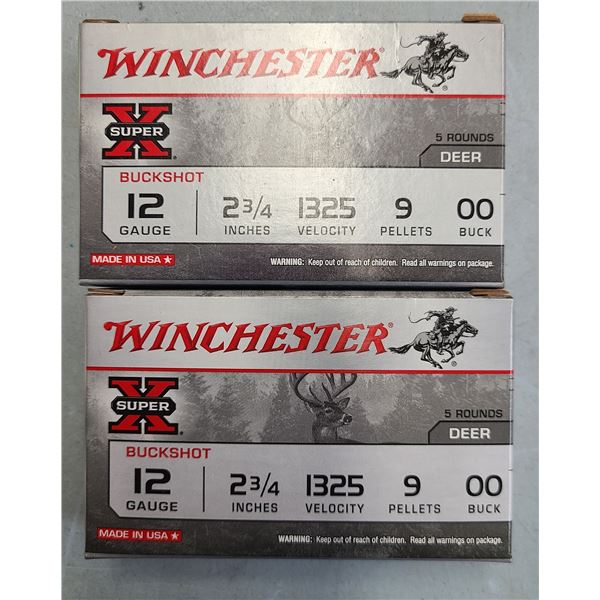 WINCHESTER®
SUPER X®
5 ROUNDS
DEER
BUCKSHOT
12 2 3/4 1325 9 00
GAUGE INCHES VELOCITY PELLETS BUCK
MADE IN USA
WARNING: Keep out of reach of children. Read all warnings on package.
WINCHESTER®
SUPER X®
5 ROUNDS
DEER
BUCKSHOT
12 2 3/4 1325 9 00
GAUGE INCHES VELOCITY PELLETS BUCK
MADE IN USA
WARNING: Keep out of reach of children. Read all warnings on package.